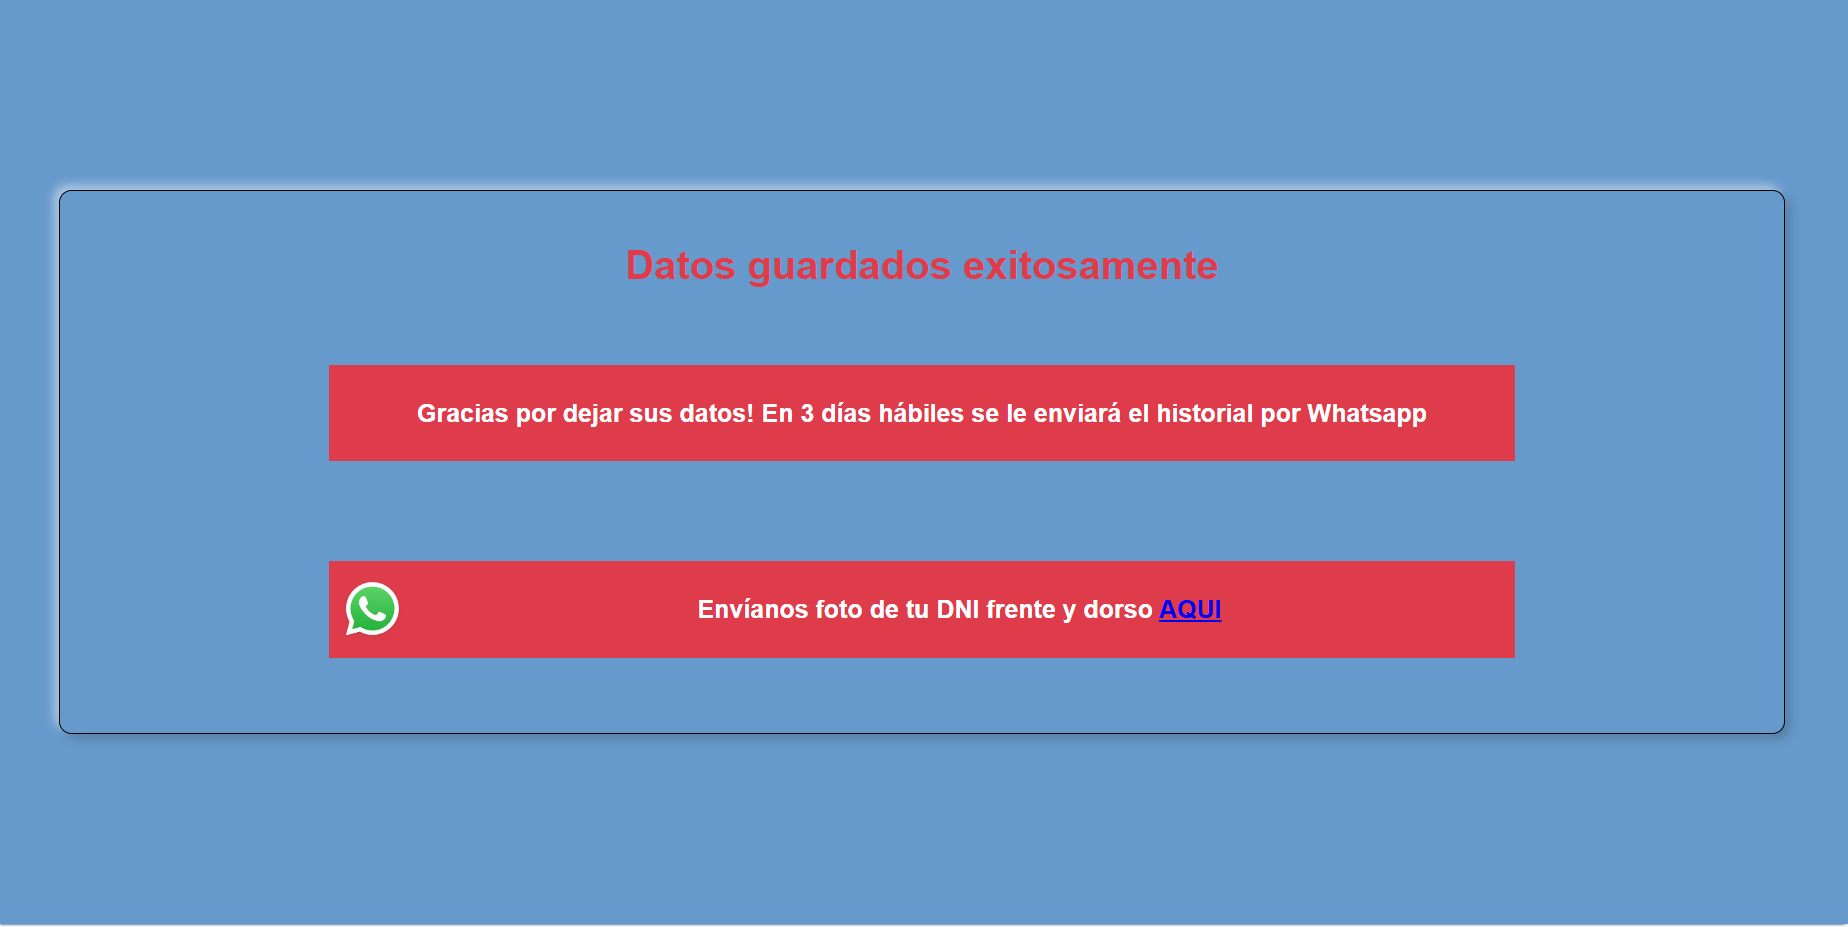 Datos guardados exitosamente
Gracias por dejar sus datos! En 3 días hábiles se le enviará el historial por Whatsapp
Envíanos foto de tu DNI frente y dorso AQUI